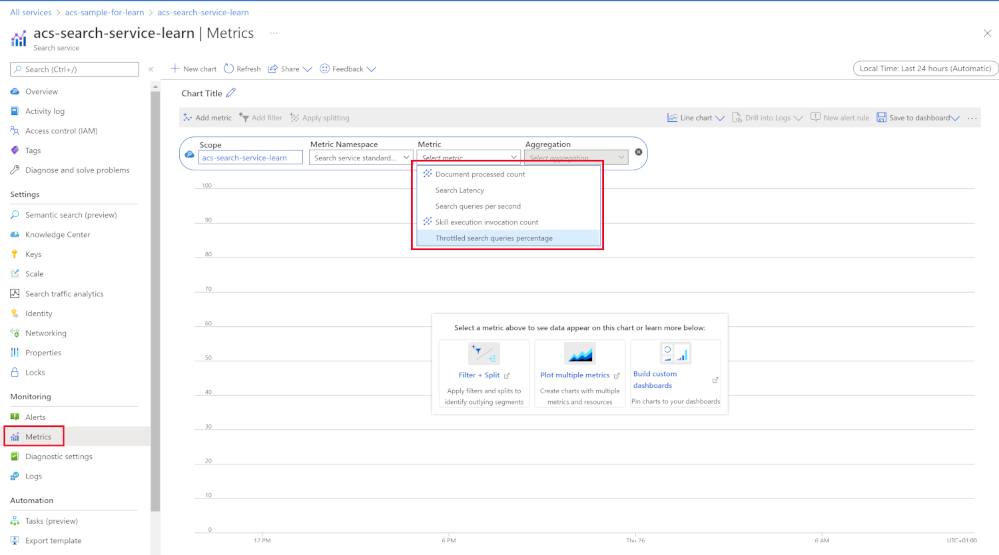 All services > acs-sample-for-learn > acs-search-service-learn
acs-search-service-learn | Metrics ...
Search service
Search (Ctrl+/)
«
Overview
Activity log
Access control (IAM)
Tags
Diagnose and solve problems
Settings
Semantic search (preview)
Knowledge Center
Keys
Scale
Search traffic analytics
Identity
Networking
Properties
Locks
Monitoring
Alerts
Metrics
Diagnostic settings
Logs
Automation
Tasks (preview)
Export template
New chart Refresh Share Feedback
Local Time: Last 24 hours (Automatic)
Chart Title
Add metric Add filter Apply splitting
Line chart Drill into Logs New alert rule Save to dashboard ...
Scope Metric Namespace Metric Aggregation
acs-search-service-learn Search service standard... Select metric Select aggregation
Document processed count
Search Latency
Search queries per second
Skill execution invocation count
Throttled search queries percentage
100
90
80
70
60
50
40
30
20
10
0
Select a metric above to see data appear on this chart or learn more below:
Filter + Split
Apply filters and splits to
identify outlying segments
Plot multiple metrics
Create charts with multiple
metrics and resources
Build custom
dashboards
Pin charts to your dashboards
12 PM 6 PM Thu 26 6 AM UTC+01:00